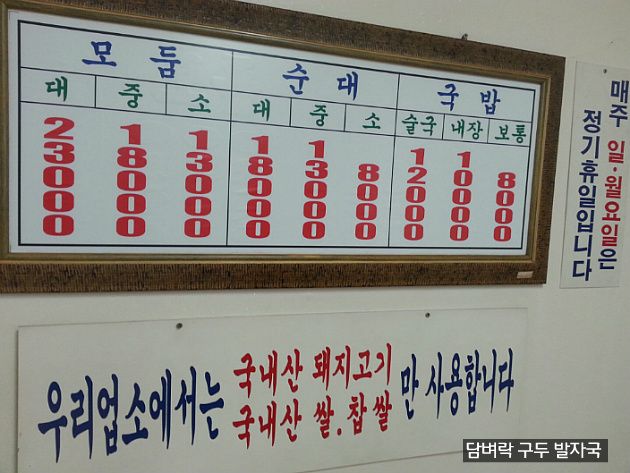 모둠 순대 국밥
대 중 소 대 중 소 술국 내장 보통
23000 18000 13000 18000 13000 8000 12000 10000 8000
매주 일·월요일은
정기휴일입니다
우리업소에서는 국내산 돼지고기 만 사용합니다
국내산 쌀.찹쌀
담벼락 구두 발자국